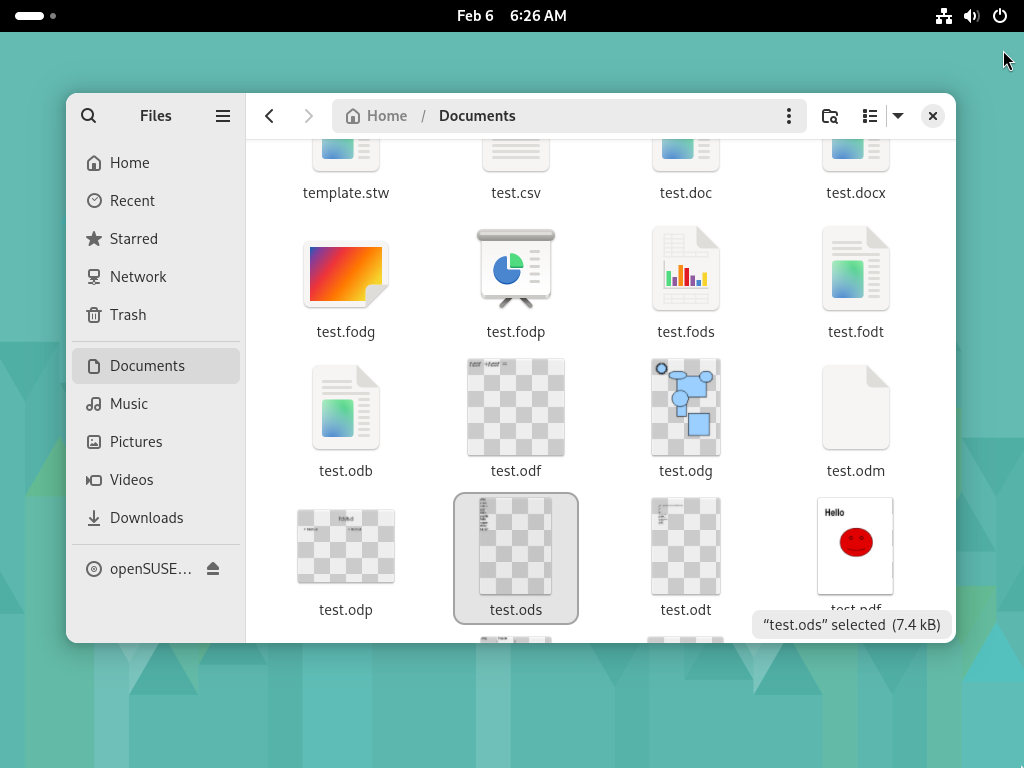 Feb 6 6:26 AM
Files
Home / Documents
Home
Recent
Starred
Network
Trash
Documents
Music
Pictures
Videos
Downloads
openSUSE…
template.stw test.csv test.doc test.docx
test.fodg test.fodp test.fods test.fodt
test.odb test.odf test.odg test.odm
Hello
test.odp test.ods test.odt test.pdf
“test.ods” selected (7.4 kB)